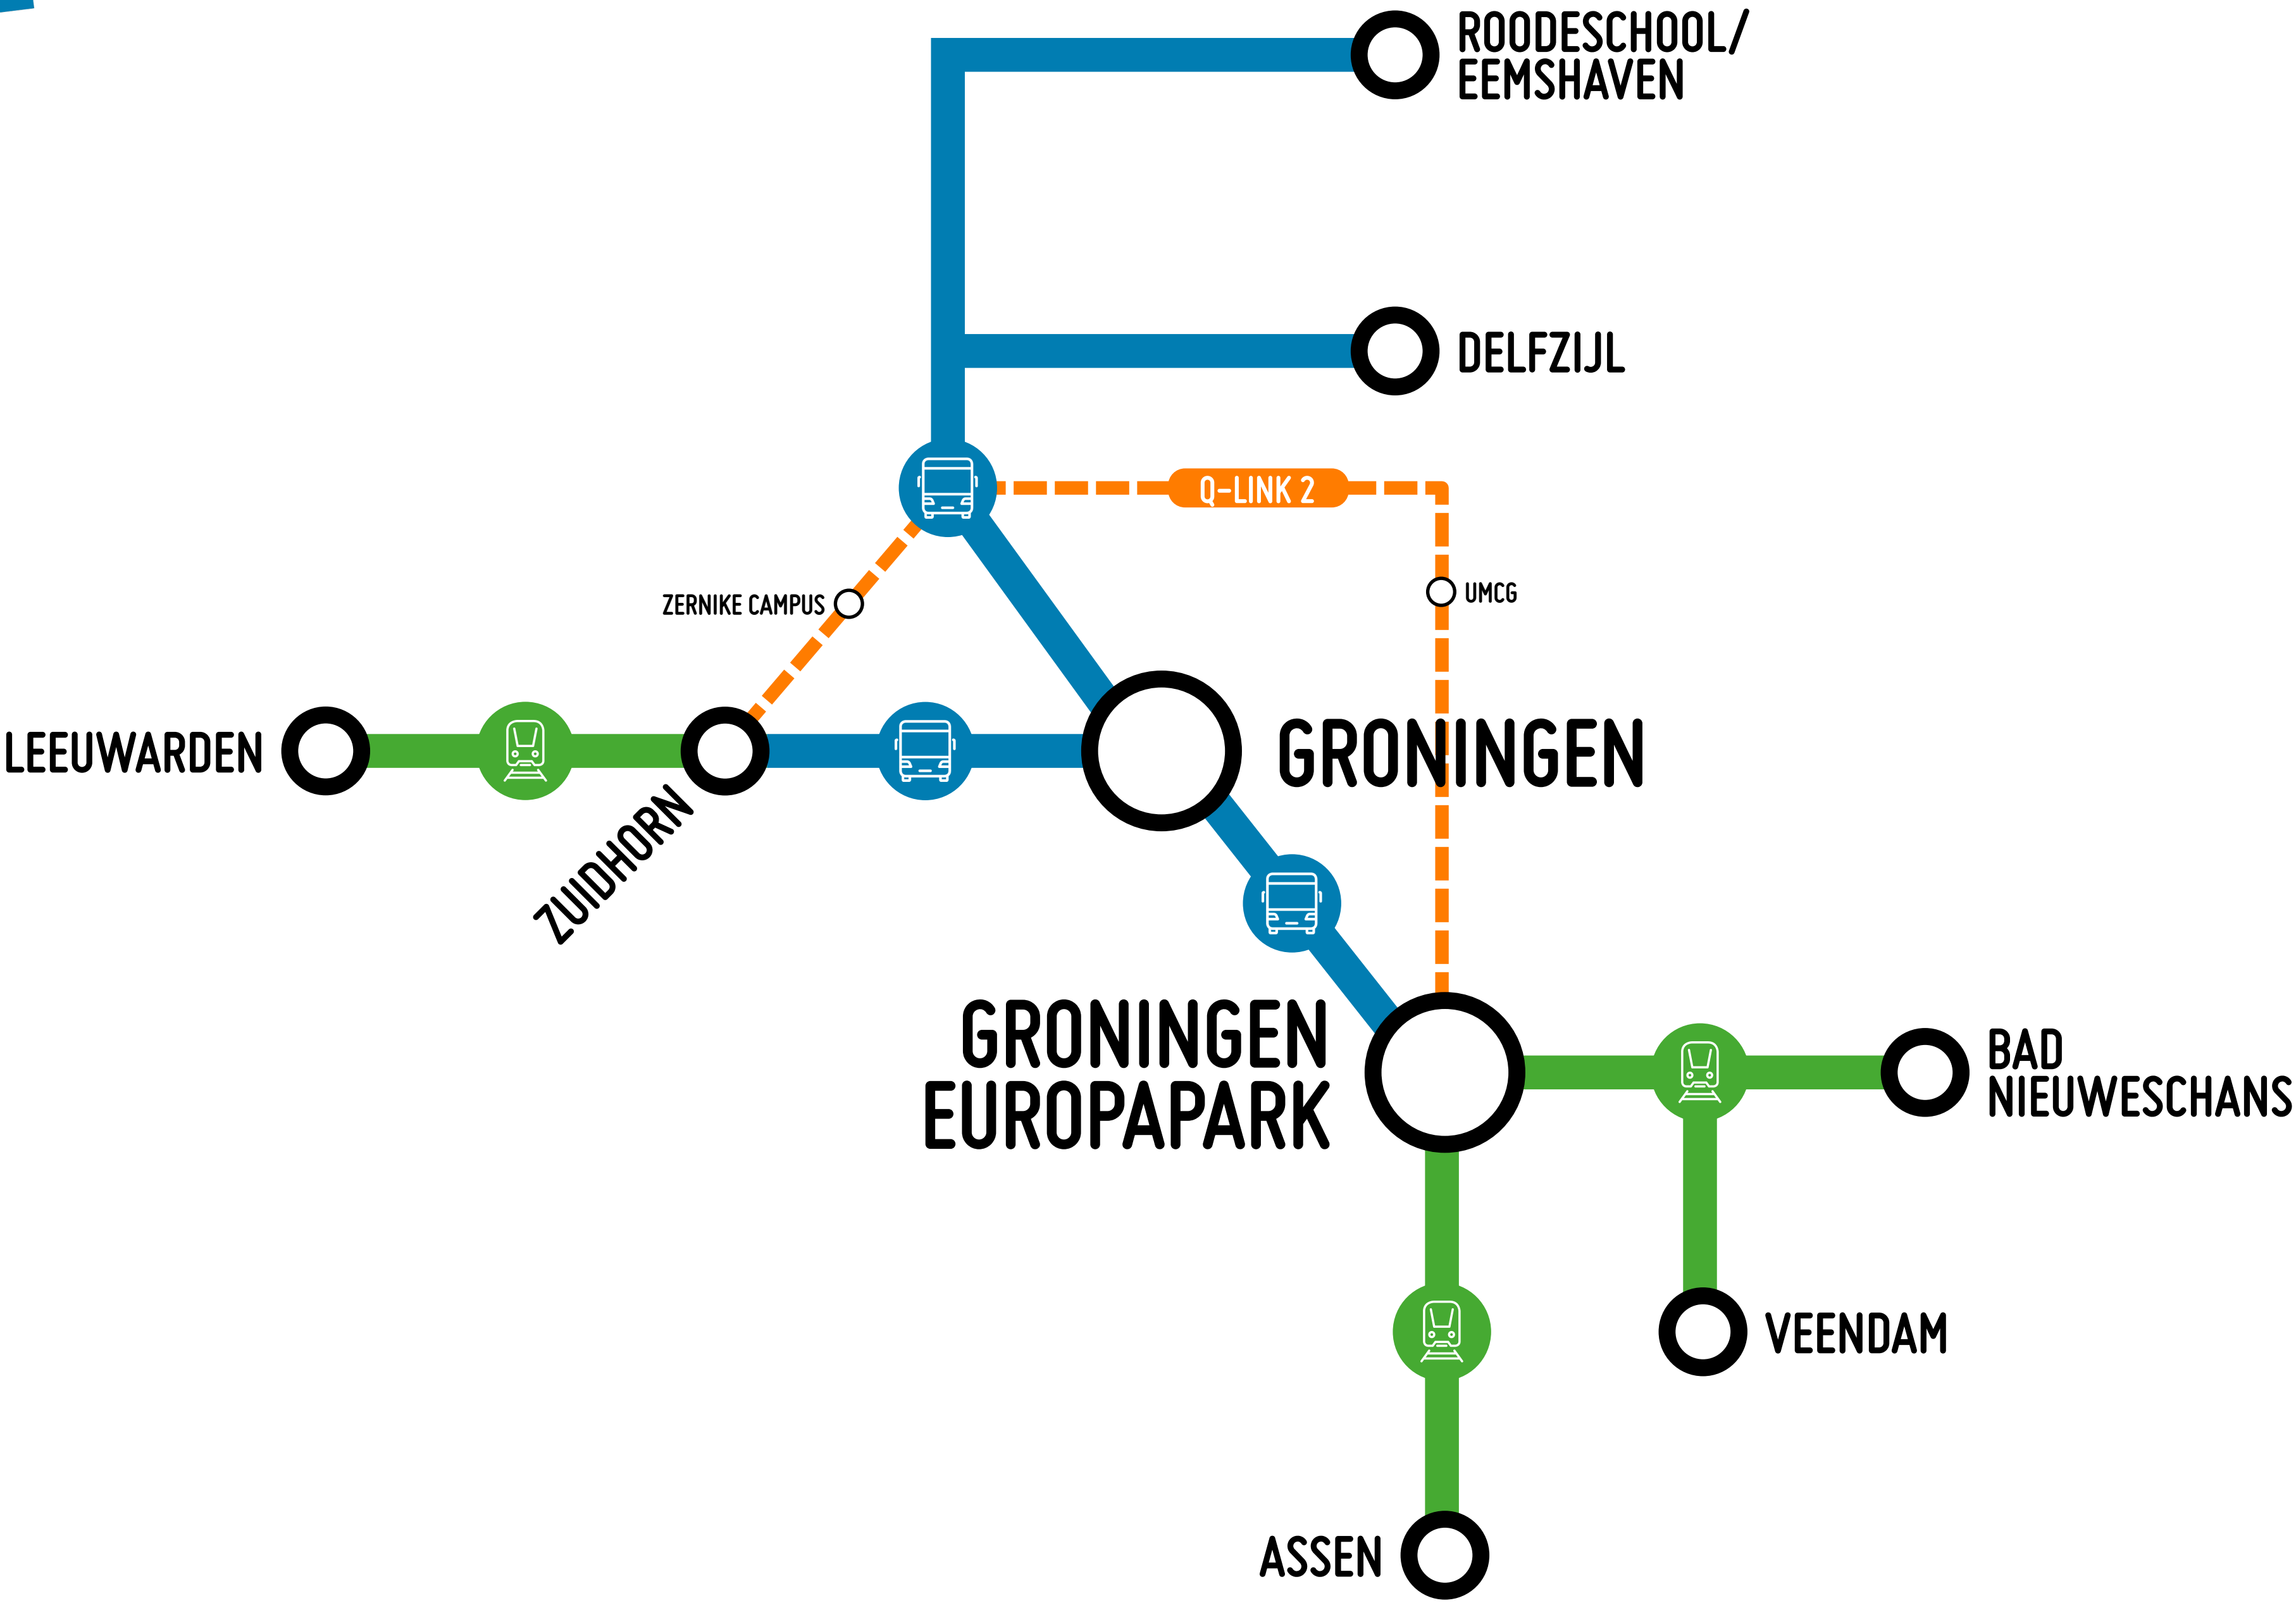 ROODESCHOOL/
EEMSHAVEN
DELFZIJL
Q-LINK 2
ZERNIKE CAMPUS
UMCG
LEEUWARDEN
ZUIDHORN
GRONINGEN
GRONINGEN
EUROPAPARK
BAD
NIEUWESCHANS
VEENDAM
ASSEN